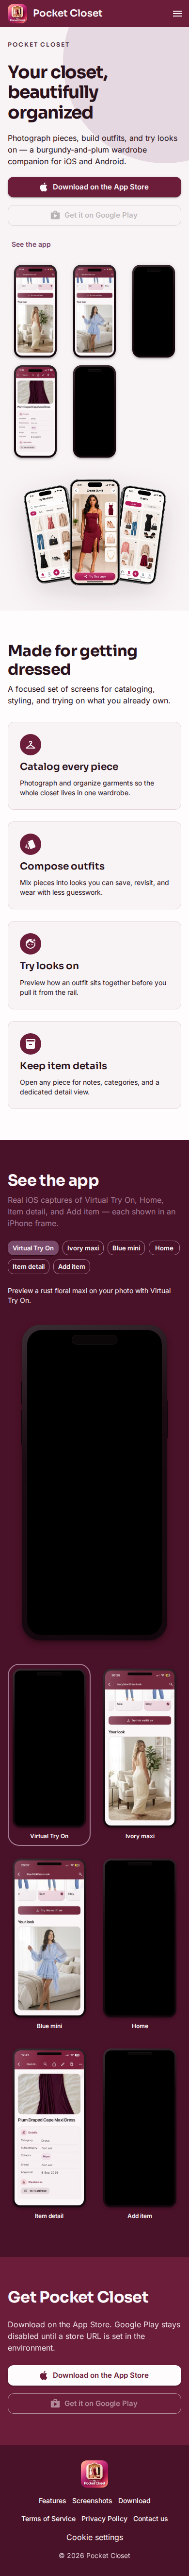 Pocket Closet
POCKET CLOSET
Your closet,
beautifully
organized
Photograph pieces, build outfits, and try looks
on — a burgundy-and-plum wardrobe
companion for iOS and Android.
Download on the App Store
Get it on Google Play
See the app
Made for getting
dressed
A focused set of screens for cataloging,
styling, and trying on what you already own.
Catalog every piece
Photograph and organize garments so the
whole closet lives in one wardrobe.
Compose outfits
Mix pieces into looks you can save, revisit, and
wear with less guesswork.
Try looks on
Preview how an outfit sits together before you
pull it from the rail.
Keep item details
Open any piece for notes, categories, and a
dedicated detail view.
See the app
Real iOS captures of Virtual Try On, Home,
Item detail, and Add item — each shown in an
iPhone frame.
Virtual Try On Ivory maxi Blue mini Home
Item detail Add item
Preview a rust floral maxi on your photo with Virtual
Try On.
Your look
Virtual Try On
Ivory maxi
Your look
Blue mini
Home
Plum Draped Cape Maxi Dress
Item detail
Add item
Get Pocket Closet
Download on the App Store. Google Play stays
disabled until a store URL is set in the
environment.
Download on the App Store
Get it on Google Play
Features Screenshots Download
Terms of Service Privacy Policy Contact us
Cookie settings
© 2026 Pocket Closet